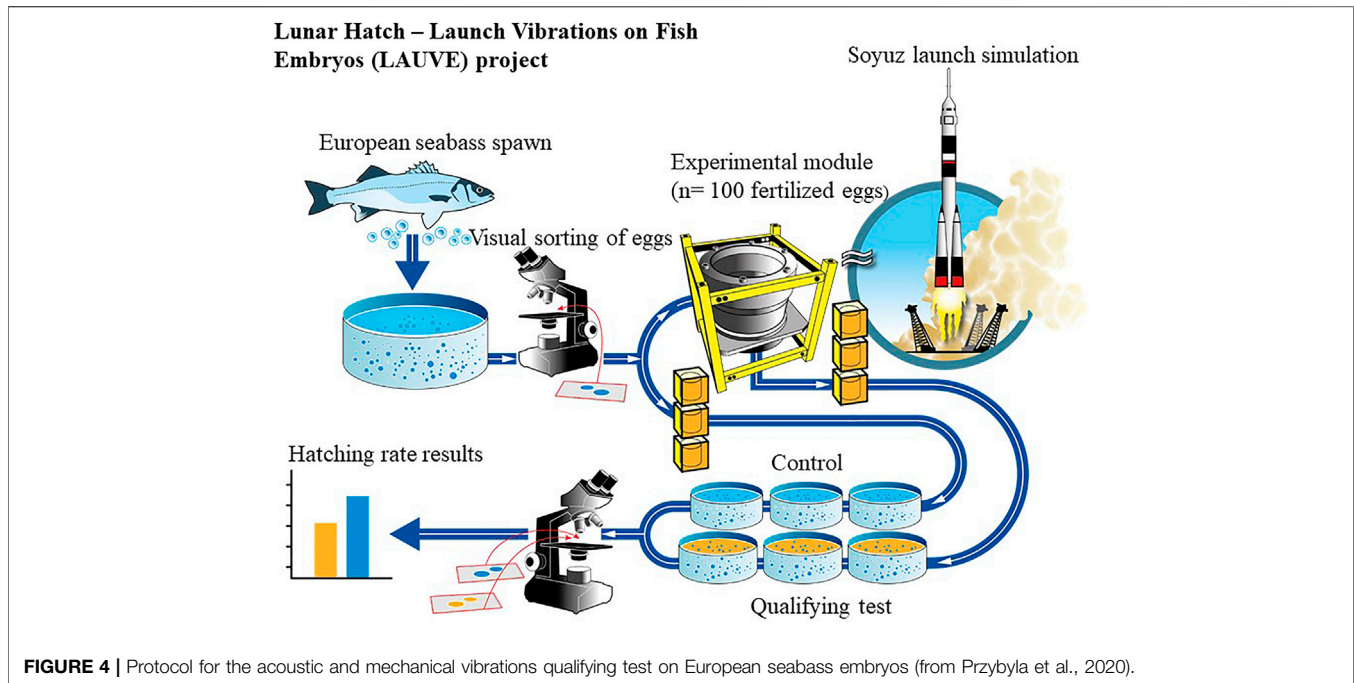 Lunar Hatch – Launch Vibrations on Fish
Embryos (LAUVE) project
Soyuz launch simulation
European seabass spawn
Experimental module
(n= 100 fertilized eggs)
Visual sorting of eggs
Hatching rate results
Control
Qualifying test
FIGURE 4 | Protocol for the acoustic and mechanical vibrations qualifying test on European seabass embryos (from Przybyla et al., 2020).